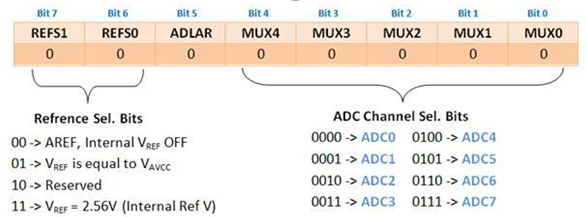 Bit 7 Bit 6 Bit 5 Bit 4 Bit 3 Bit 2 Bit 1 Bit 0
REFS1 REFS0 ADLAR MUX4 MUX3 MUX2 MUX1 MUX0
0 0 0 0 0 0 0 0
Refrence Sel. Bits
00 -> AREF, Internal VREF OFF
01 -> VREF is equal to VAVCC
10 -> Reserved
11 -> VREF = 2.56V (Internal Ref V)
ADC Channel Sel. Bits
0000 -> ADC0 0100 -> ADC4
0001 -> ADC1 0101 -> ADC5
0010 -> ADC2 0110 -> ADC6
0011 -> ADC3 0111 -> ADC7